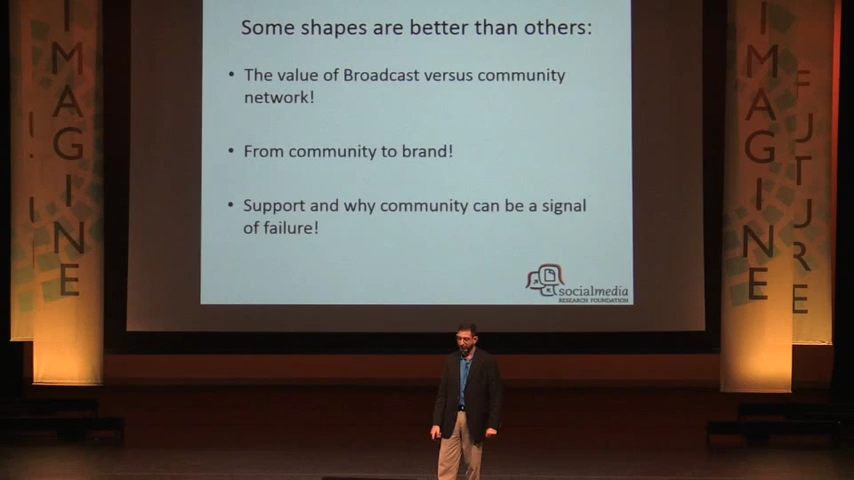 Some shapes are better than others:
• The value of Broadcast versus community
network!
• From community to brand!
• Support and why community can be a signal
of failure!
socialmedia
RESEARCH FOUNDATION
IMAGINE
IMAGINE
FUTURE